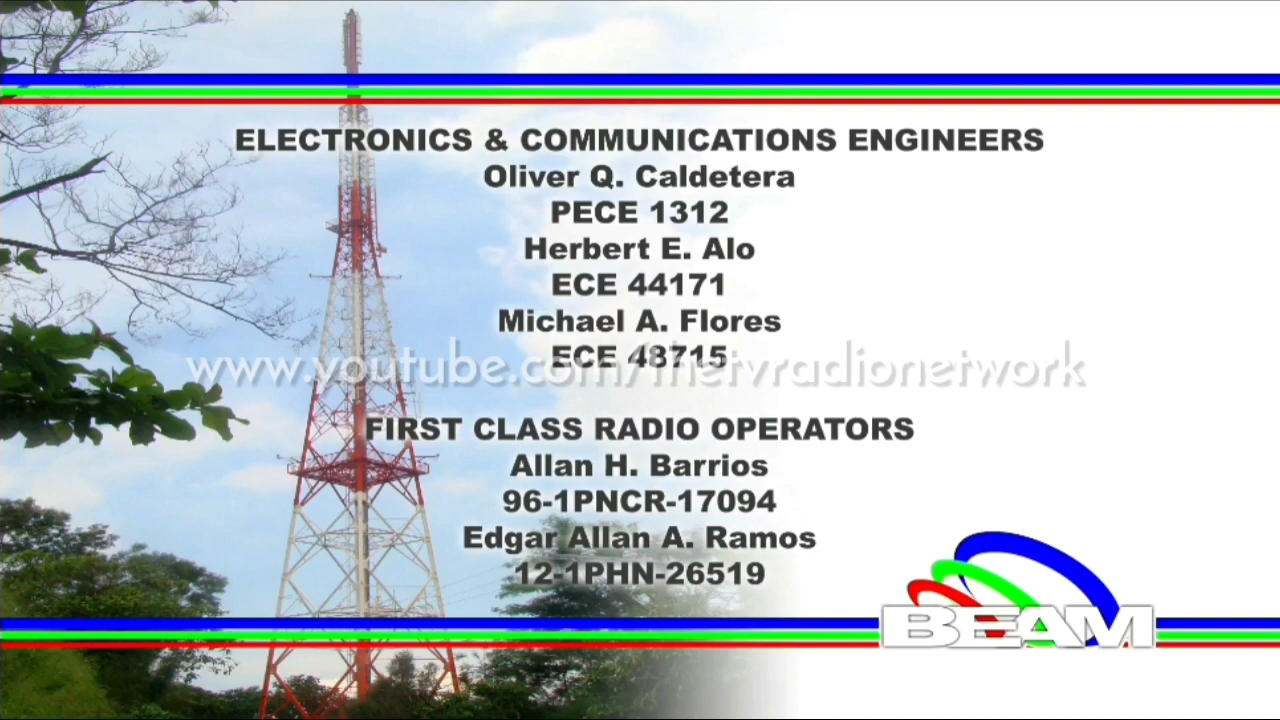 ELECTRONICS & COMMUNICATIONS ENGINEERS
Oliver Q. Caldetera
PECE 1312
Herbert E. Alo
ECE 44171
Michael A. Flores
ECE 48715
www.youtube.com/thetvradionetwork
FIRST CLASS RADIO OPERATORS
Allan H. Barrios
96-1PNCR-17094
Edgar Allan A. Ramos
12-1PHN-26519
BEAM